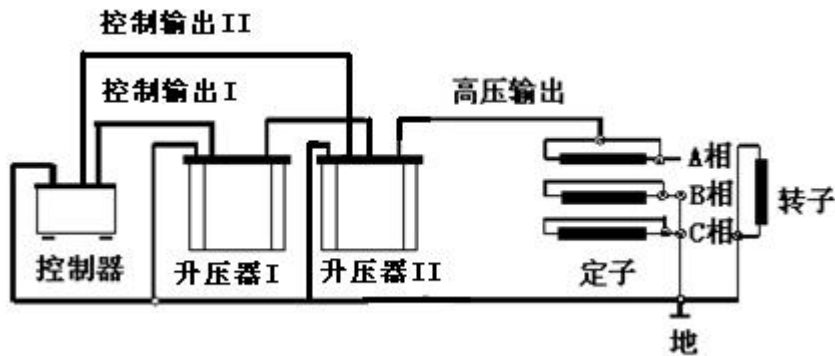 控制输出II
控制输出I
高压输出
A相
B相
C相
转子
控制器
升压器I
升压器II
定子
地